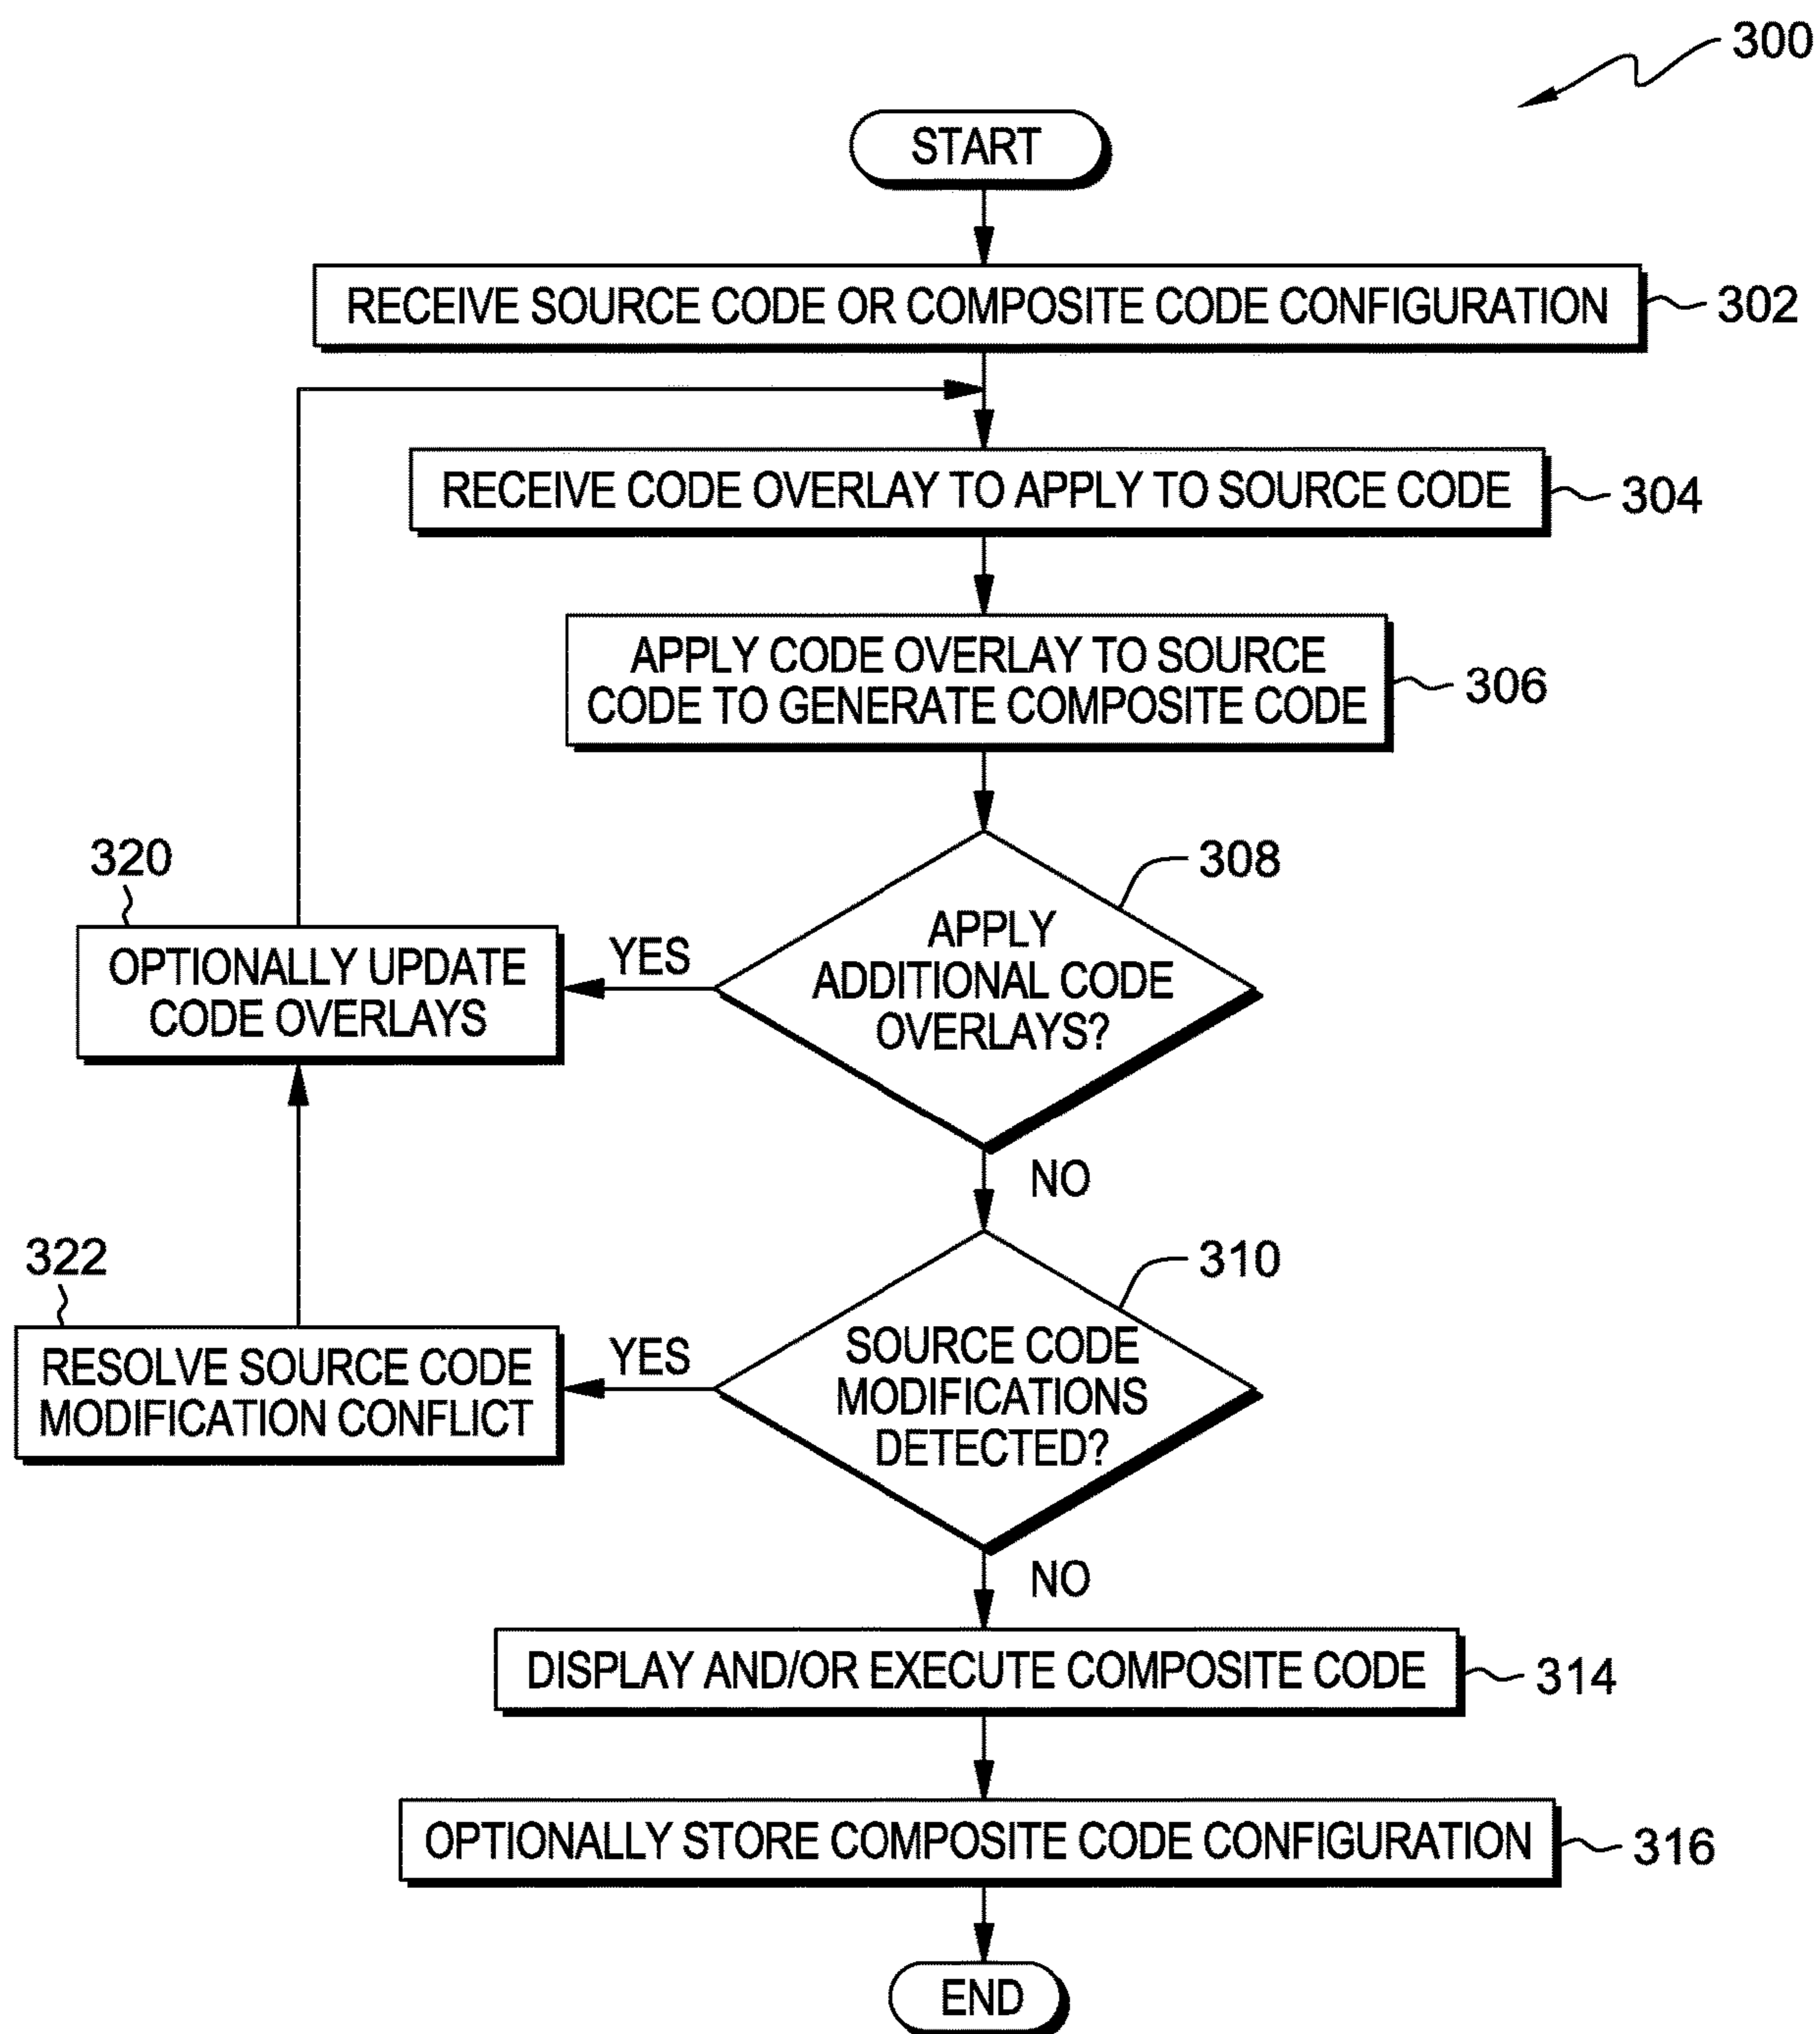 300
START
RECEIVE SOURCE CODE OR COMPOSITE CODE CONFIGURATION
302
RECEIVE CODE OVERLAY TO APPLY TO SOURCE CODE
304
APPLY CODE OVERLAY TO SOURCE
CODE TO GENERATE COMPOSITE CODE
306
308
APPLY
ADDITIONAL CODE
OVERLAYS?
YES
320
OPTIONALLY UPDATE
CODE OVERLAYS
NO
310
SOURCE CODE
MODIFICATIONS
DETECTED?
YES
322
RESOLVE SOURCE CODE
MODIFICATION CONFLICT
NO
DISPLAY AND/OR EXECUTE COMPOSITE CODE
314
OPTIONALLY STORE COMPOSITE CODE CONFIGURATION
316
END